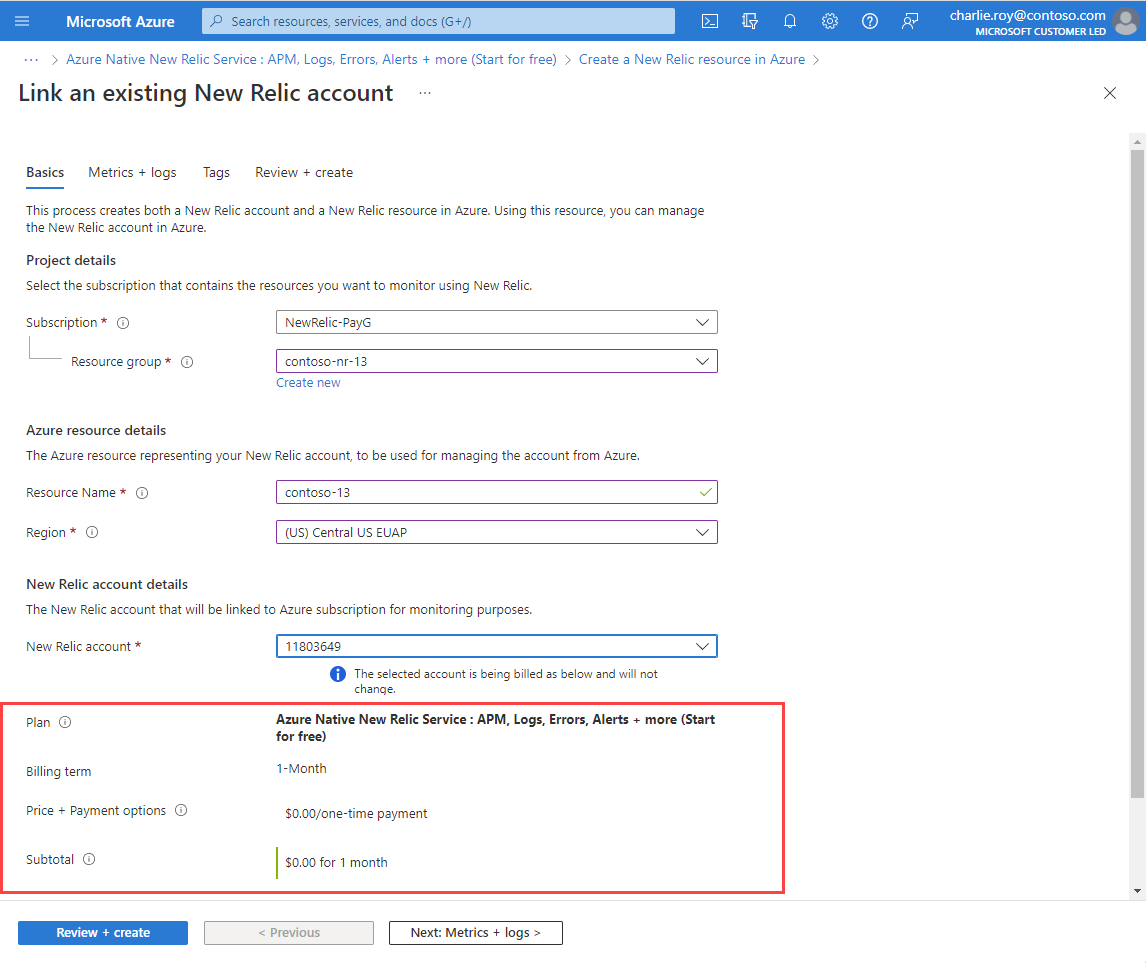 Microsoft Azure
Search resources, services, and docs (G+/)
charlie.roy@contoso.com
MICROSOFT CUSTOMER LED
··· > Azure Native New Relic Service : APM, Logs, Errors, Alerts + more (Start for free) > Create a New Relic resource in Azure >
Link an existing New Relic account ···
Basics Metrics + logs Tags Review + create
This process creates both a New Relic account and a New Relic resource in Azure. Using this resource, you can manage
the New Relic account in Azure.
Project details
Select the subscription that contains the resources you want to monitor using New Relic.
Subscription * NewRelic-PayG
Resource group * contoso-nr-13
Create new
Azure resource details
The Azure resource representing your New Relic account, to be used for managing the account from Azure.
Resource Name * contoso-13
Region * (US) Central US EUAP
New Relic account details
The New Relic account that will be linked to Azure subscription for monitoring purposes.
New Relic account * 11803649
The selected account is being billed as below and will not
change.
Plan Azure Native New Relic Service : APM, Logs, Errors, Alerts + more (Start
for free)
Billing term 1-Month
Price + Payment options $0.00/one-time payment
Subtotal $0.00 for 1 month
Review + create < Previous Next: Metrics + logs >